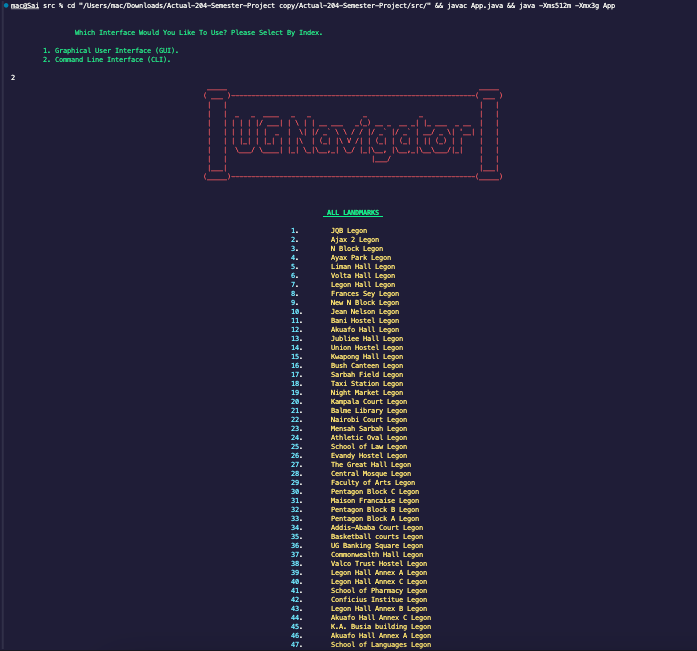 mac@Sai src % cd "/Users/mac/Downloads/Actual-204-Semester-Project copy/Actual-204-Semester-Project/src/" && javac App.java && java -Xms512m -Xmx3g App
Which Interface Would You Like To Use? Please Select By Index.
1. Graphical User Interface (GUI).
2. Command Line Interface (CLI).
2
UG Navigator
ALL LANDMARKS
1. JQB Legon
2. Ajax 2 Legon
3. N Block Legon
4. Ayax Park Legon
5. Liman Hall Legon
6. Volta Hall Legon
7. Legon Hall Legon
8. Frances Sey Legon
9. New N Block Legon
10. Jean Nelson Legon
11. Bani Hostel Legon
12. Akuafo Hall Legon
13. Jubliee Hall Legon
14. Union Hostel Legon
15. Kwapong Hall Legon
16. Bush Canteen Legon
17. Sarbah Field Legon
18. Taxi Station Legon
19. Night Market Legon
20. Kampala Court Legon
21. Balme Library Legon
22. Nairobi Court Legon
23. Mensah Sarbah Legon
24. Athletic Oval Legon
25. School of Law Legon
26. Evandy Hostel Legon
27. The Great Hall Legon
28. Central Mosque Legon
29. Faculty of Arts Legon
30. Pentagon Block C Legon
31. Maison Francaise Legon
32. Pentagon Block B Legon
33. Pentagon Block A Legon
34. Addis-Ababa Court Legon
35. Basketball courts Legon
36. UG Banking Square Legon
37. Commonwealth Hall Legon
38. Valco Trust Hostel Legon
39. Legon Hall Annex A Legon
40. Legon Hall Annex C Legon
41. School of Pharmacy Legon
42. Conficius Institue Legon
43. Legon Hall Annex B Legon
44. Akuafo Hall Annex C Legon
45. K.A. Busia building Legon
46. Akuafo Hall Annex A Legon
47. School of Languages Legon